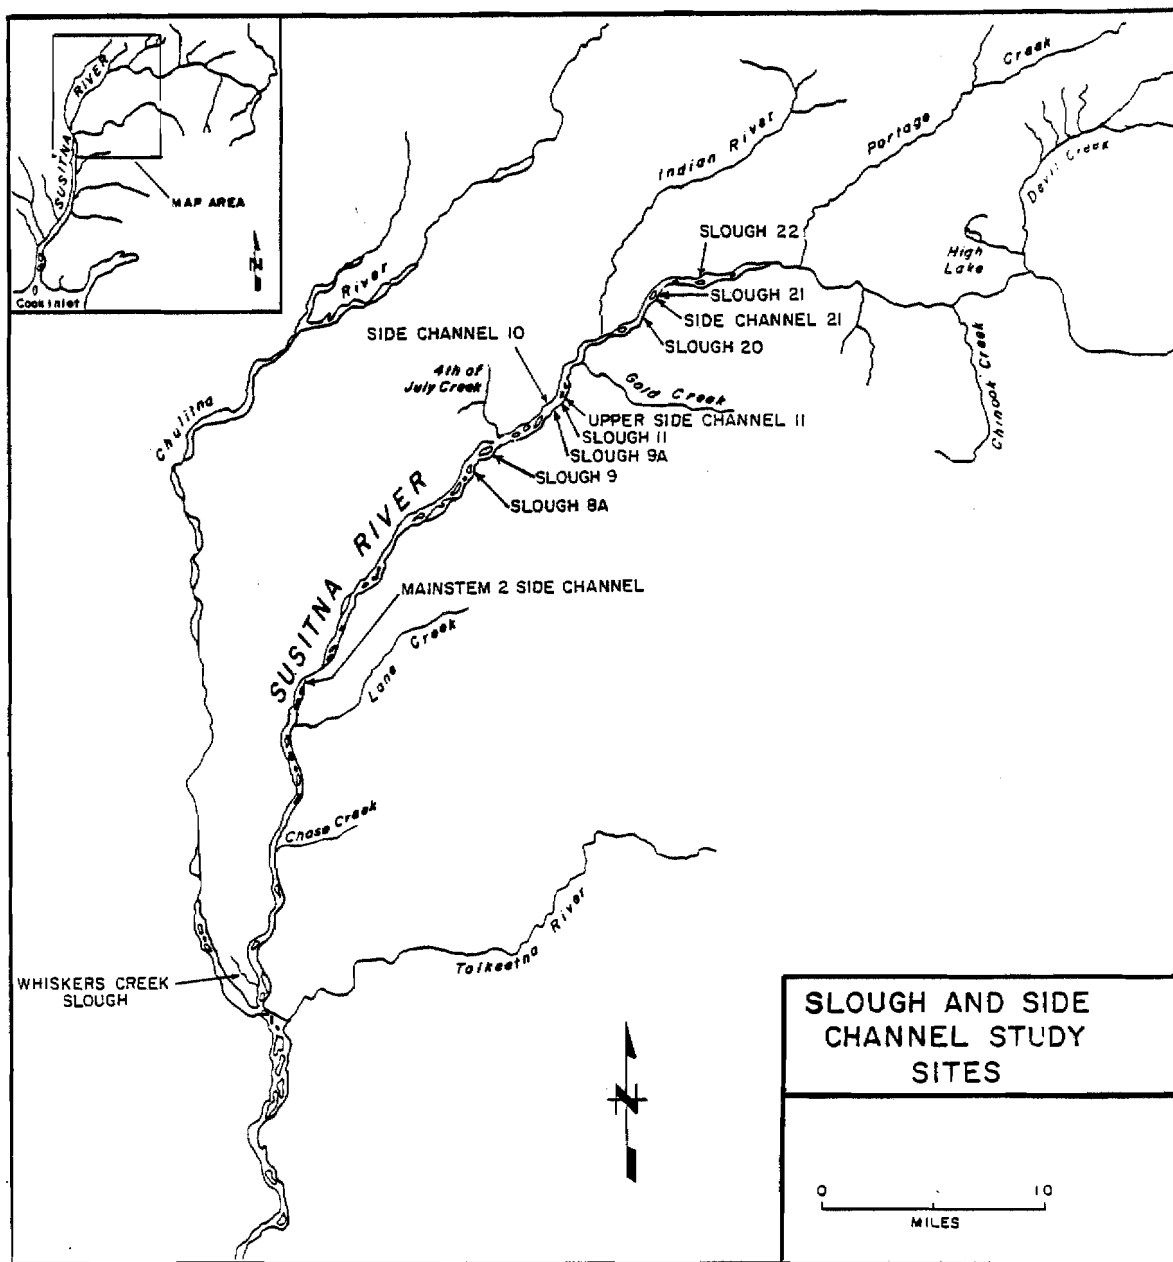 SUSITNA RIVER
MAP AREA
N
Cook Inlet
Creek
Portage
Indian River
Devil Creek
High
Lake
SLOUGH 22
River
SLOUGH 21
SIDE CHANNEL 21
SIDE CHANNEL 10
SLOUGH 20
4th of
July Creek
Gold Creek
Chinook Creek
Chulitna
UPPER SIDE CHANNEL 11
SLOUGH 11
SLOUGH 9A
SLOUGH 9
SLOUGH 8A
SUSITNA RIVER
MAINSTEM 2 SIDE CHANNEL
Lane Creek
Chase Creek
Talkeetna River
WHISKERS CREEK
SLOUGH
N
SLOUGH AND SIDE
CHANNEL STUDY
SITES
0 10
MILES